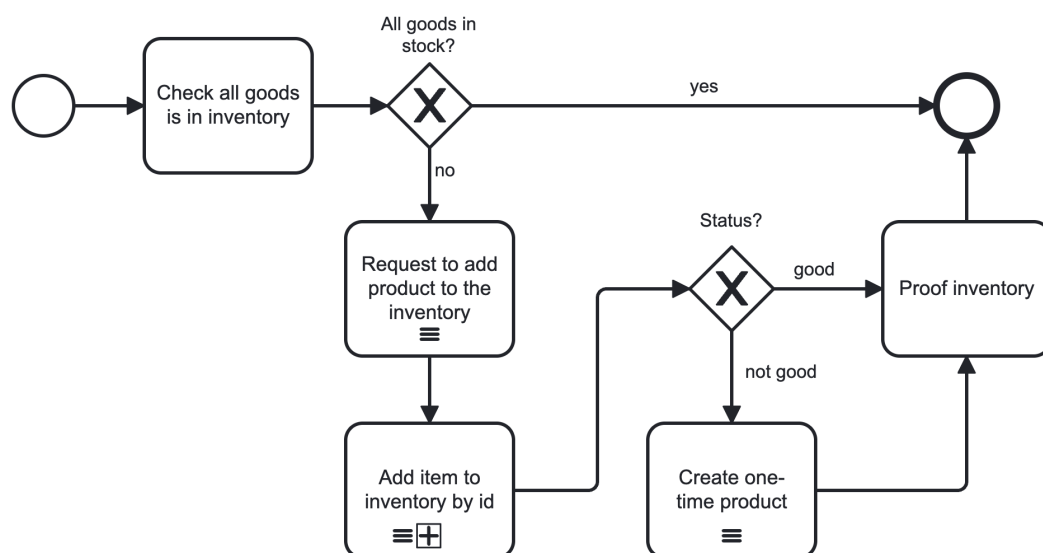 All goods in
stock?
Check all goods
is in inventory
yes
no
Request to add
product to the
inventory
Status?
good
Proof inventory
not good
Add item to
inventory by id
Create one-
time product